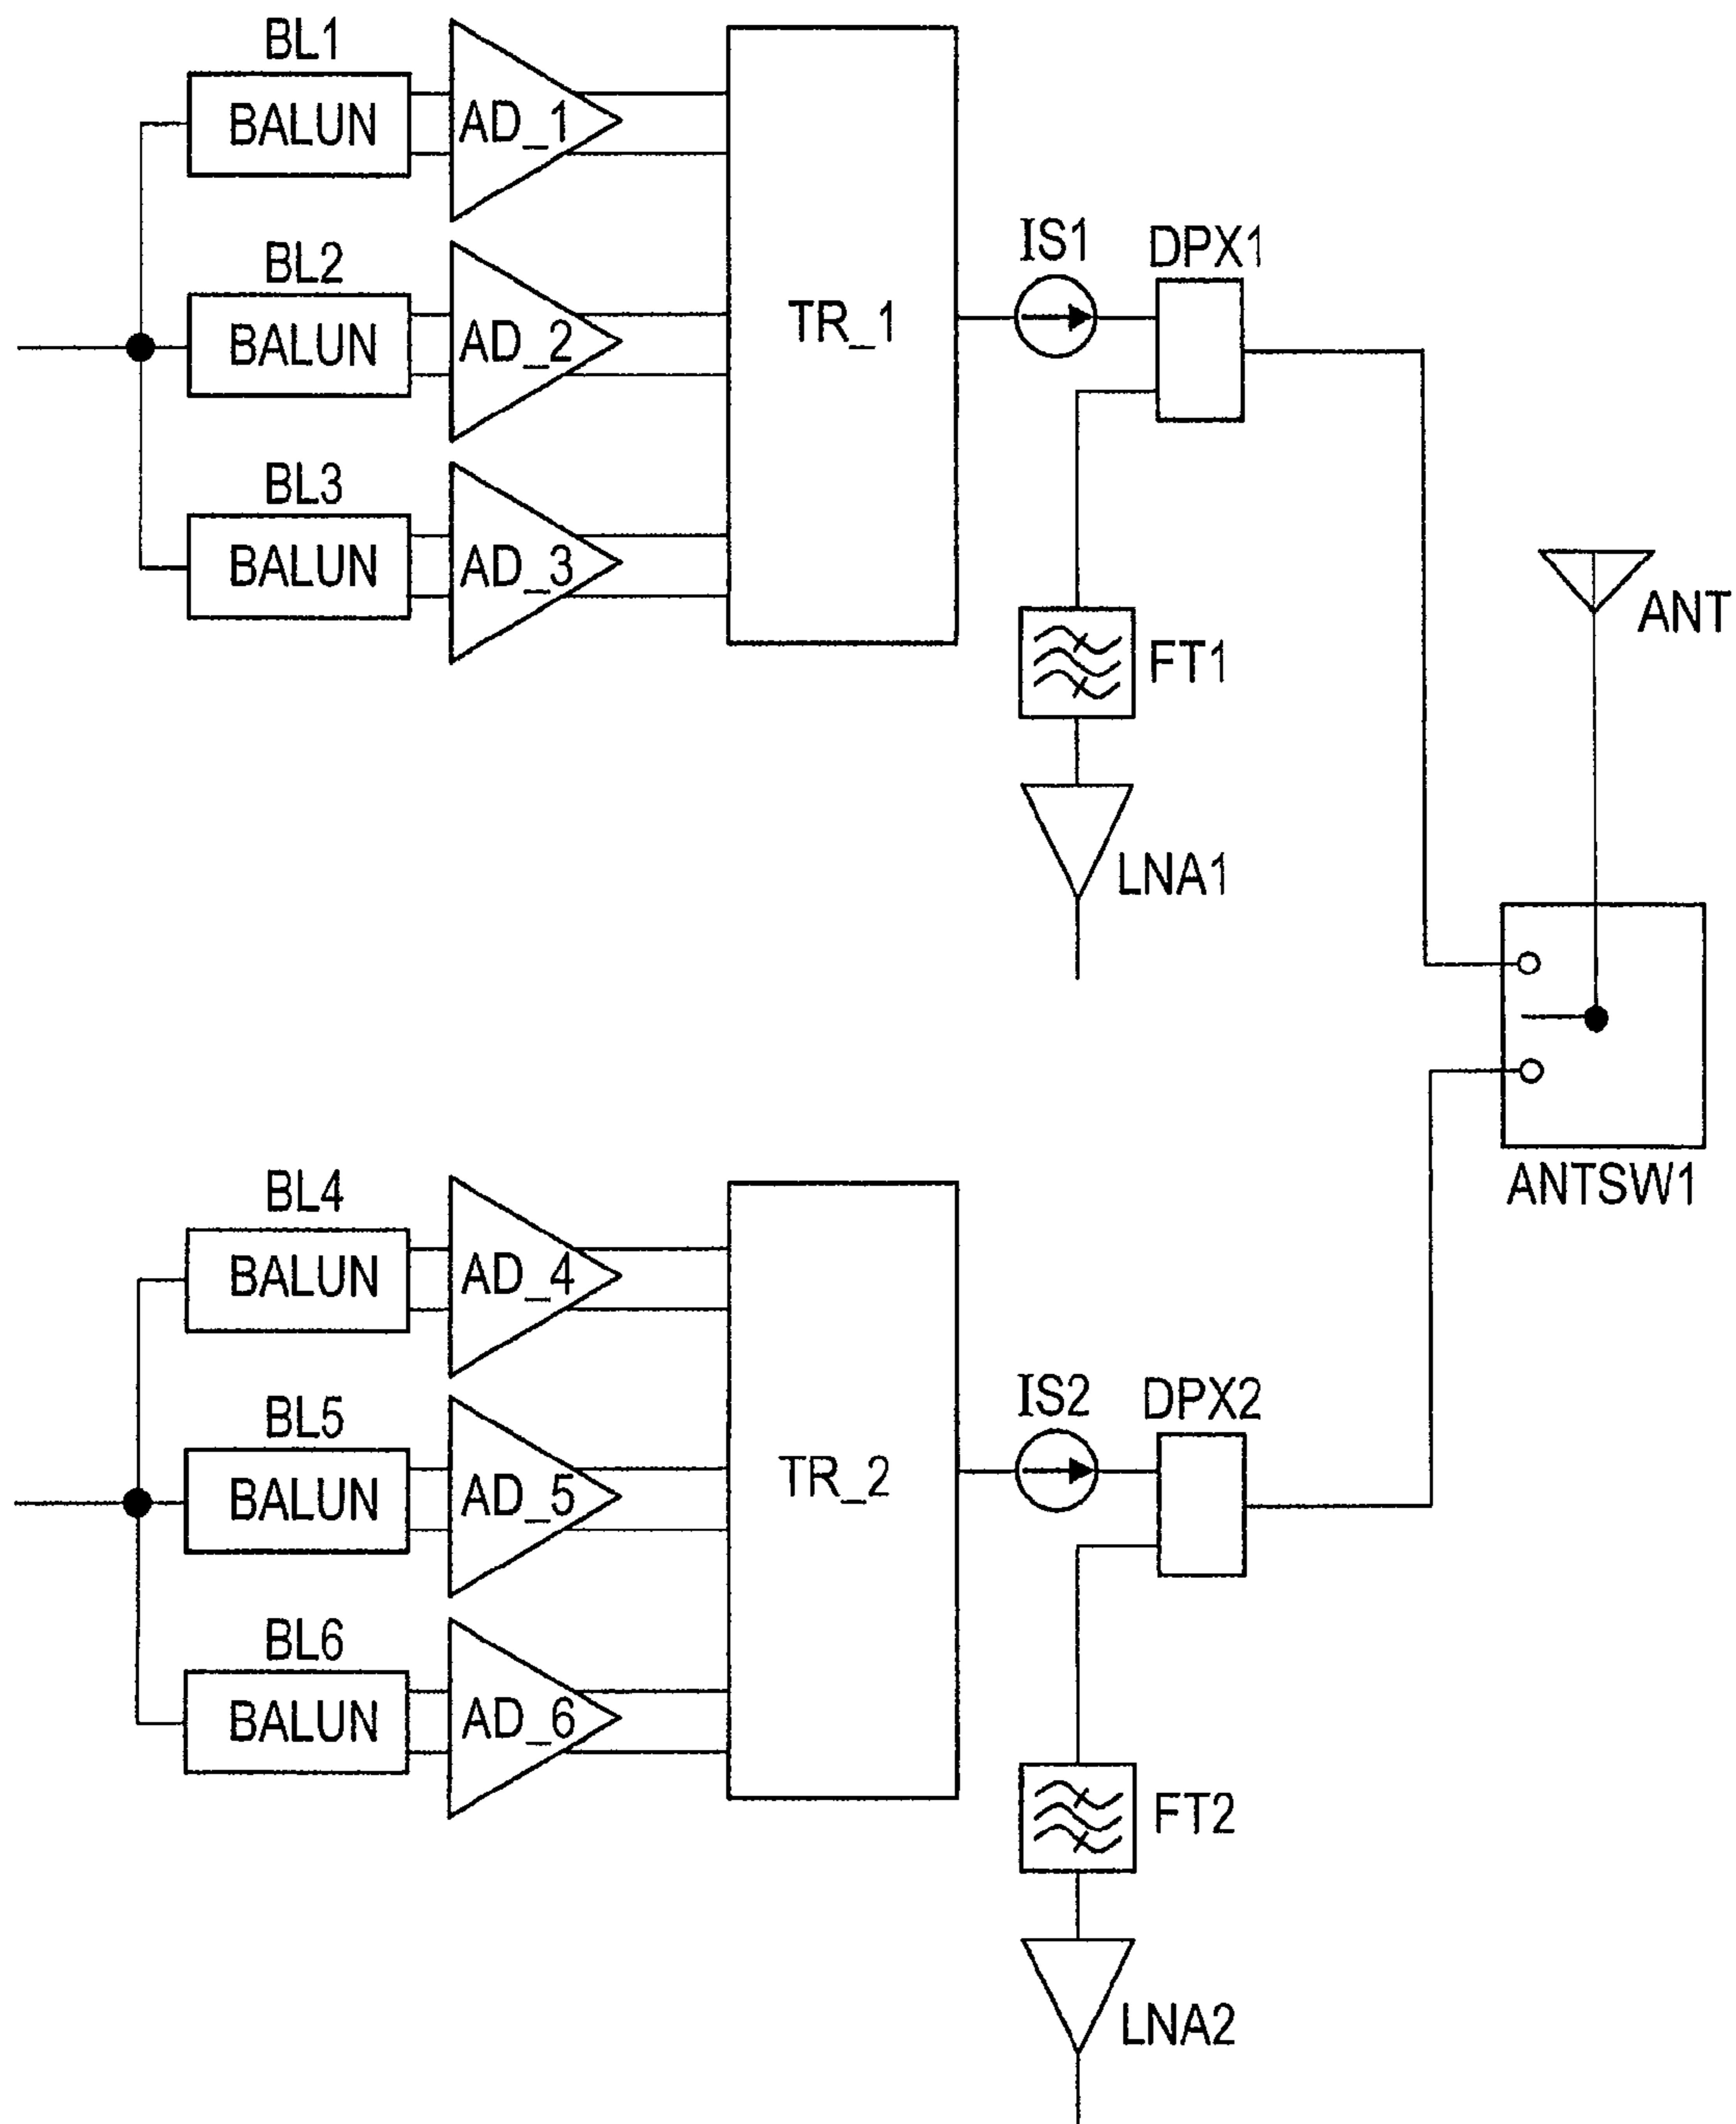 BL1
BALUN
AD_1
BL2
BALUN
AD_2
BL3
BALUN
AD_3
TR_1
IS1
DPX1
FT1
LNA1
ANT
ANTSW1
BL4
BALUN
AD_4
BL5
BALUN
AD_5
BL6
BALUN
AD_6
TR_2
IS2
DPX2
FT2
LNA2